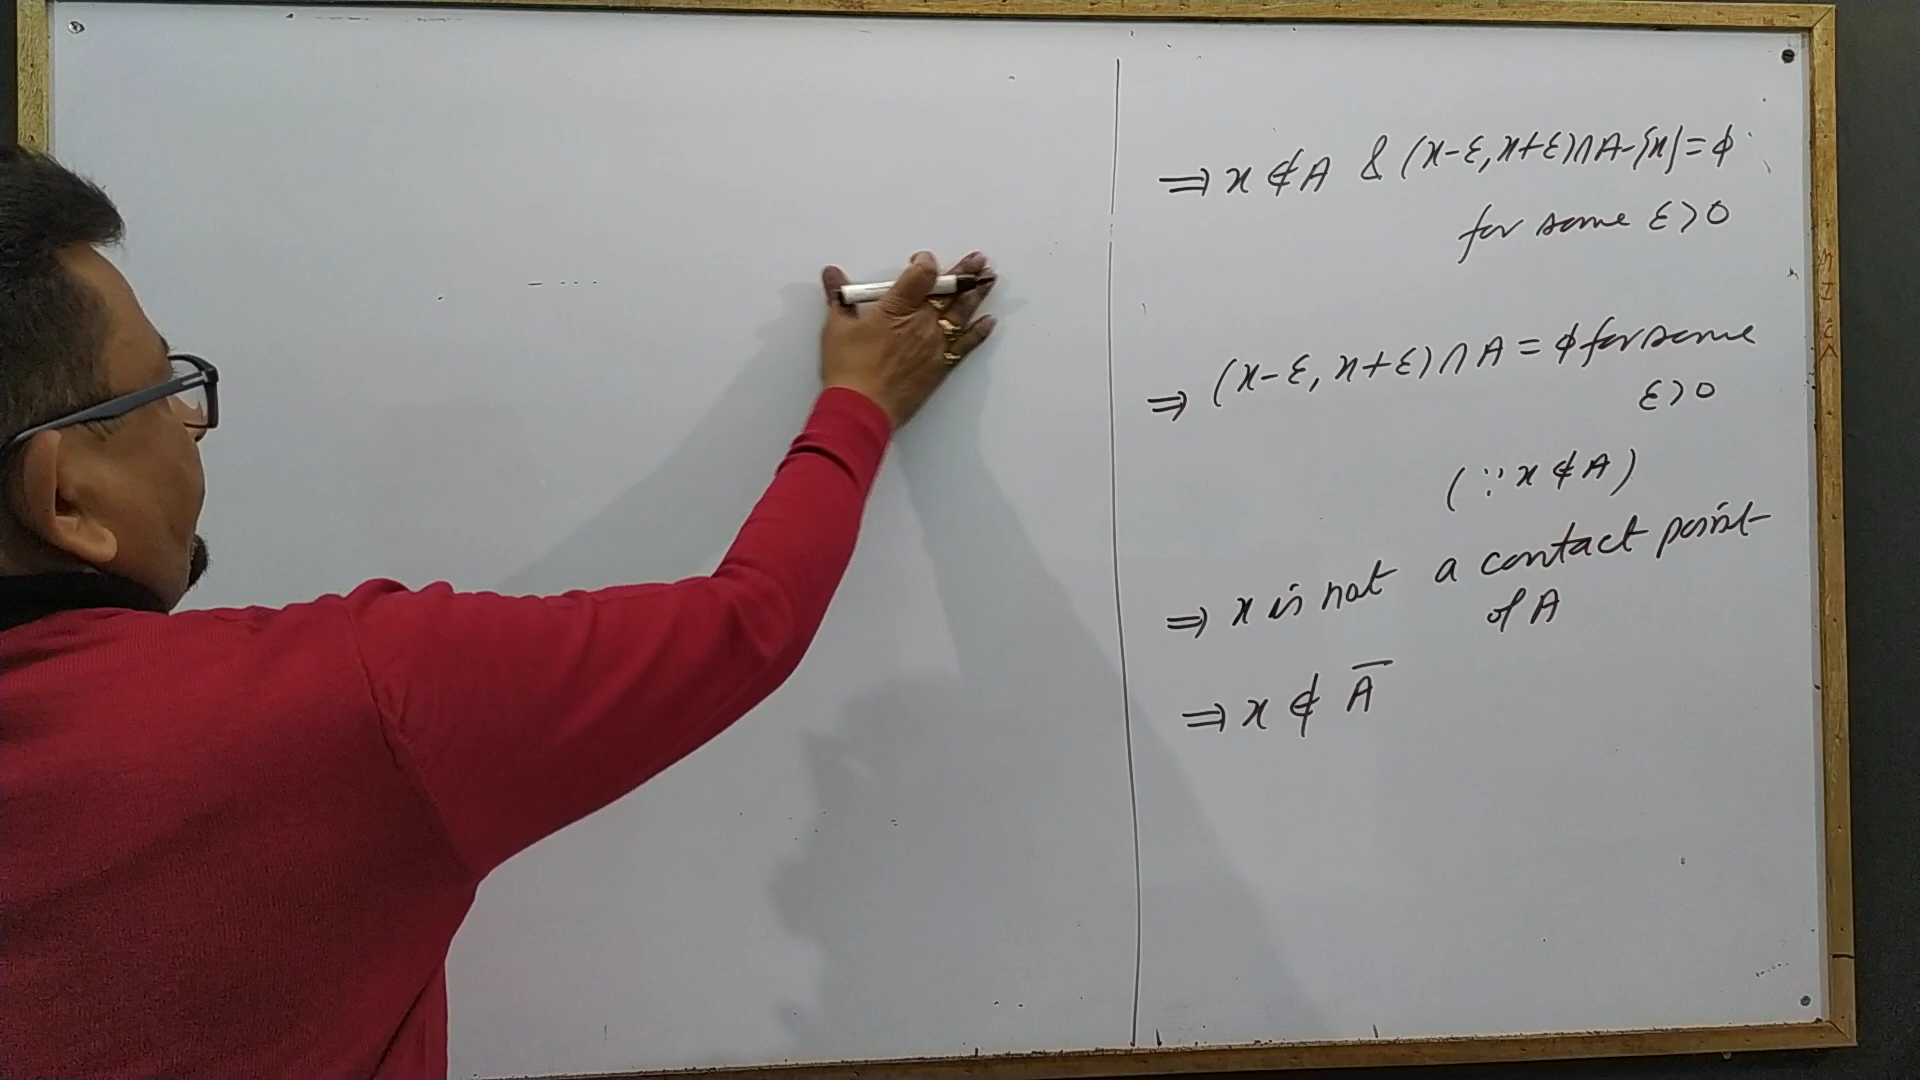 ⇒ x ∉ A & (x-ε, x+ε)∩A-{x} = ϕ
for some ε>0
⇒ (x-ε, x+ε)∩A = ϕ for some
ε>0
(∵ x ∉ A)
⇒ x is not a contact point
of A
⇒ x ∉ A̅